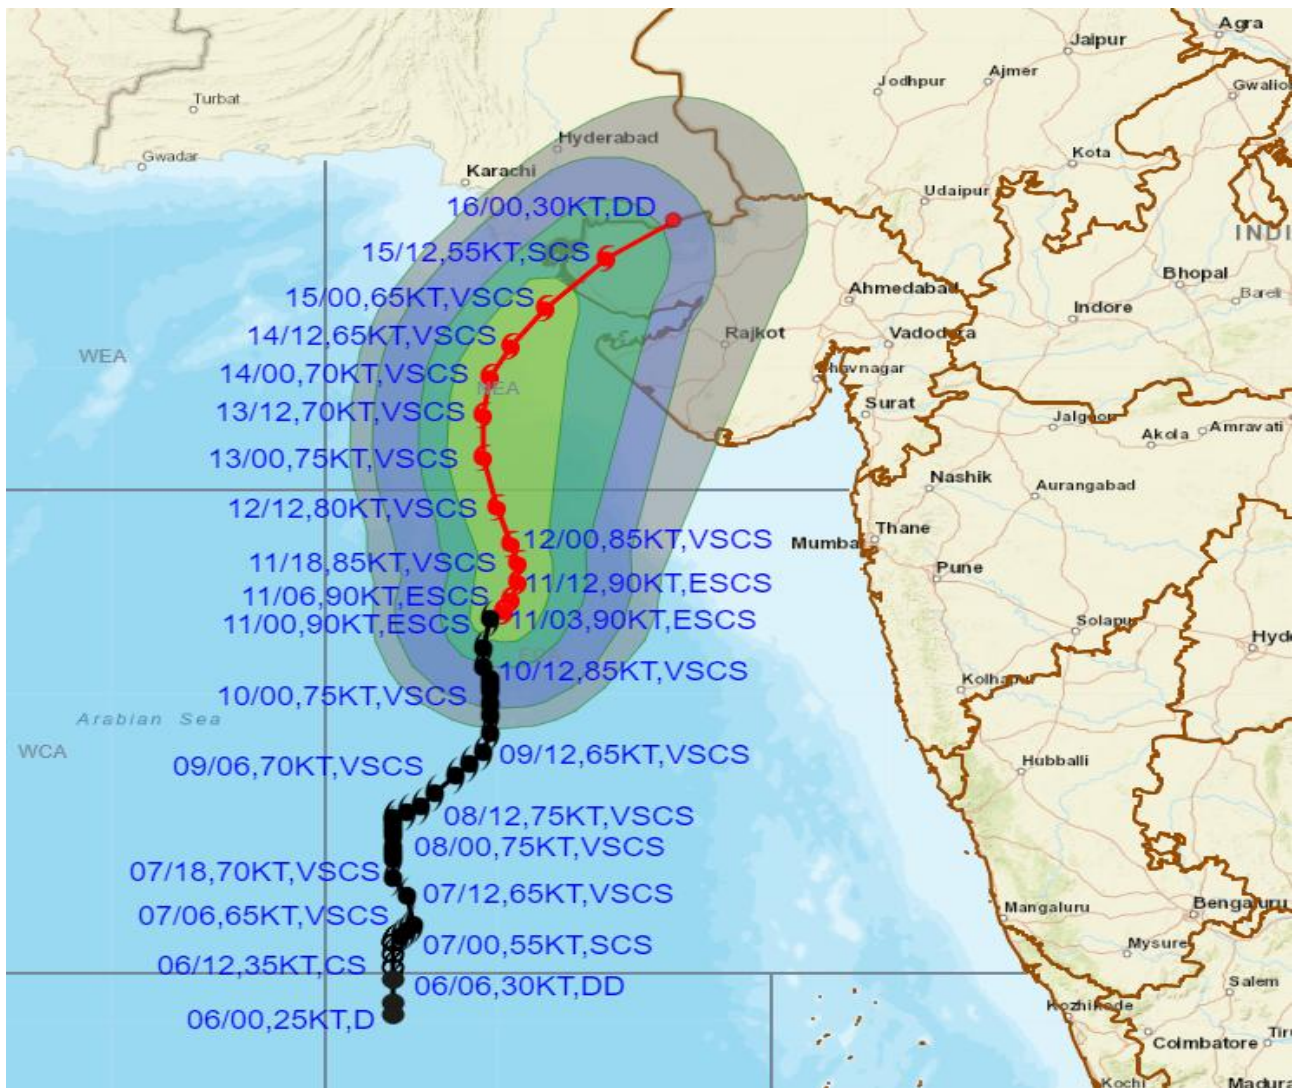 Agra
Jaipur
Ajmer
Jodhpur
Turbat
Hyderabad
Gwadar
Karachi
Kota
Udaipur
16/00,30KT,DD
INDI
15/12,55KT,SCS
Bhopal
Bareli
15/00,65KT,VSCS
Ahmedabad
Indore
14/12,65KT,VSCS
Rajkot
Vadodara
WEA
14/00,70KT,VSCS
NEA
Bhavnagar
13/12,70KT,VSCS
Surat
Jalgaon
Akola
Amravati
13/00,75KT,VSCS
Nashik
Aurangabad
12/12,80KT,VSCS
Thane
12/00,85KT,VSCS
Mumbai
11/18,85KT,VSCS
Pune
11/12,90KT,ESCS
11/06,90KT,ESCS
11/03,90KT,ESCS
11/00,90KT,ESCS
Solapur
Hyde
10/12,85KT,VSCS
Kolhapur
10/00,75KT,VSCS
Arabian Sea
WCA
09/12,65KT,VSCS
09/06,70KT,VSCS
Hubballi
08/12,75KT,VSCS
08/00,75KT,VSCS
07/18,70KT,VSCS
07/12,65KT,VSCS
07/06,65KT,VSCS
Mangaluru
Bengaluru
07/00,55KT,SCS
Mysure
06/12,35KT,CS
06/06,30KT,DD
Salem
06/00,25KT,D
Kozhikode
Coimbatore
Tiru
Kochi
Madura